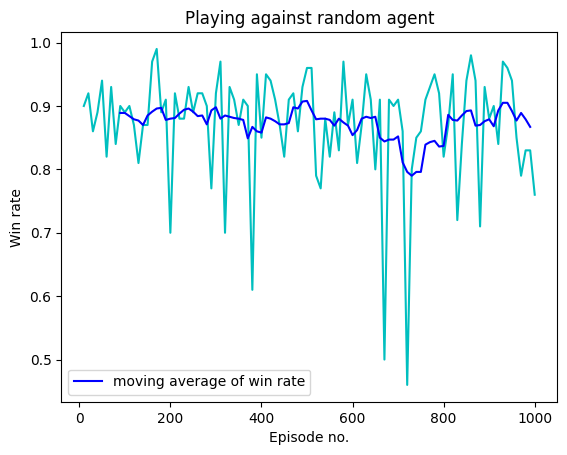 Playing against random agent
Win rate
1.0
0.9
0.8
0.7
0.6
0.5
moving average of win rate
0 200 400 600 800 1000
Episode no.